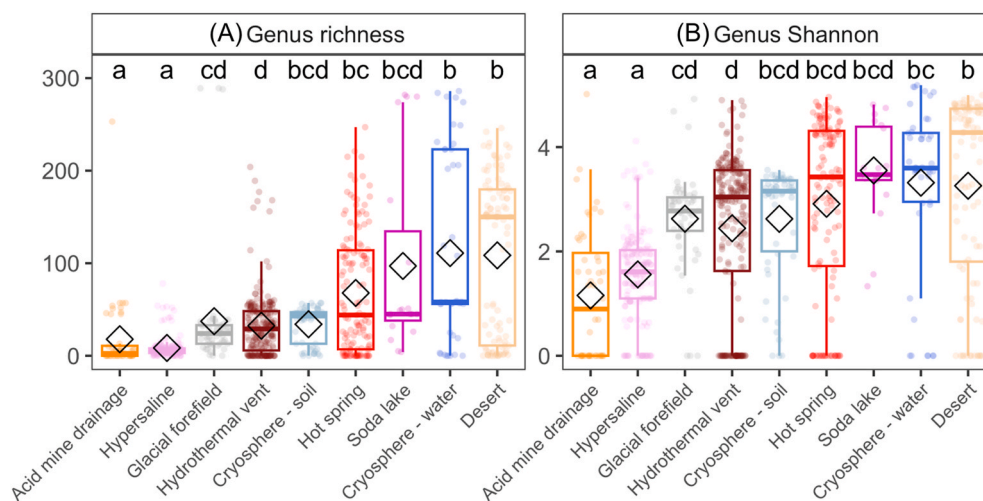 (A) Genus richness
a a cd d bcd bc bcd b b
300
200
100
0
Acid mine drainage
Hypersaline
Glacial forefield
Hydrothermal vent
Cryosphere - soil
Hot spring
Soda lake
Cryosphere - water
Desert
(B) Genus Shannon
a a cd d bcd bcd bcd bc b
4
2
0
Acid mine drainage
Hypersaline
Glacial forefield
Hydrothermal vent
Cryosphere - soil
Hot spring
Soda lake
Cryosphere - water
Desert